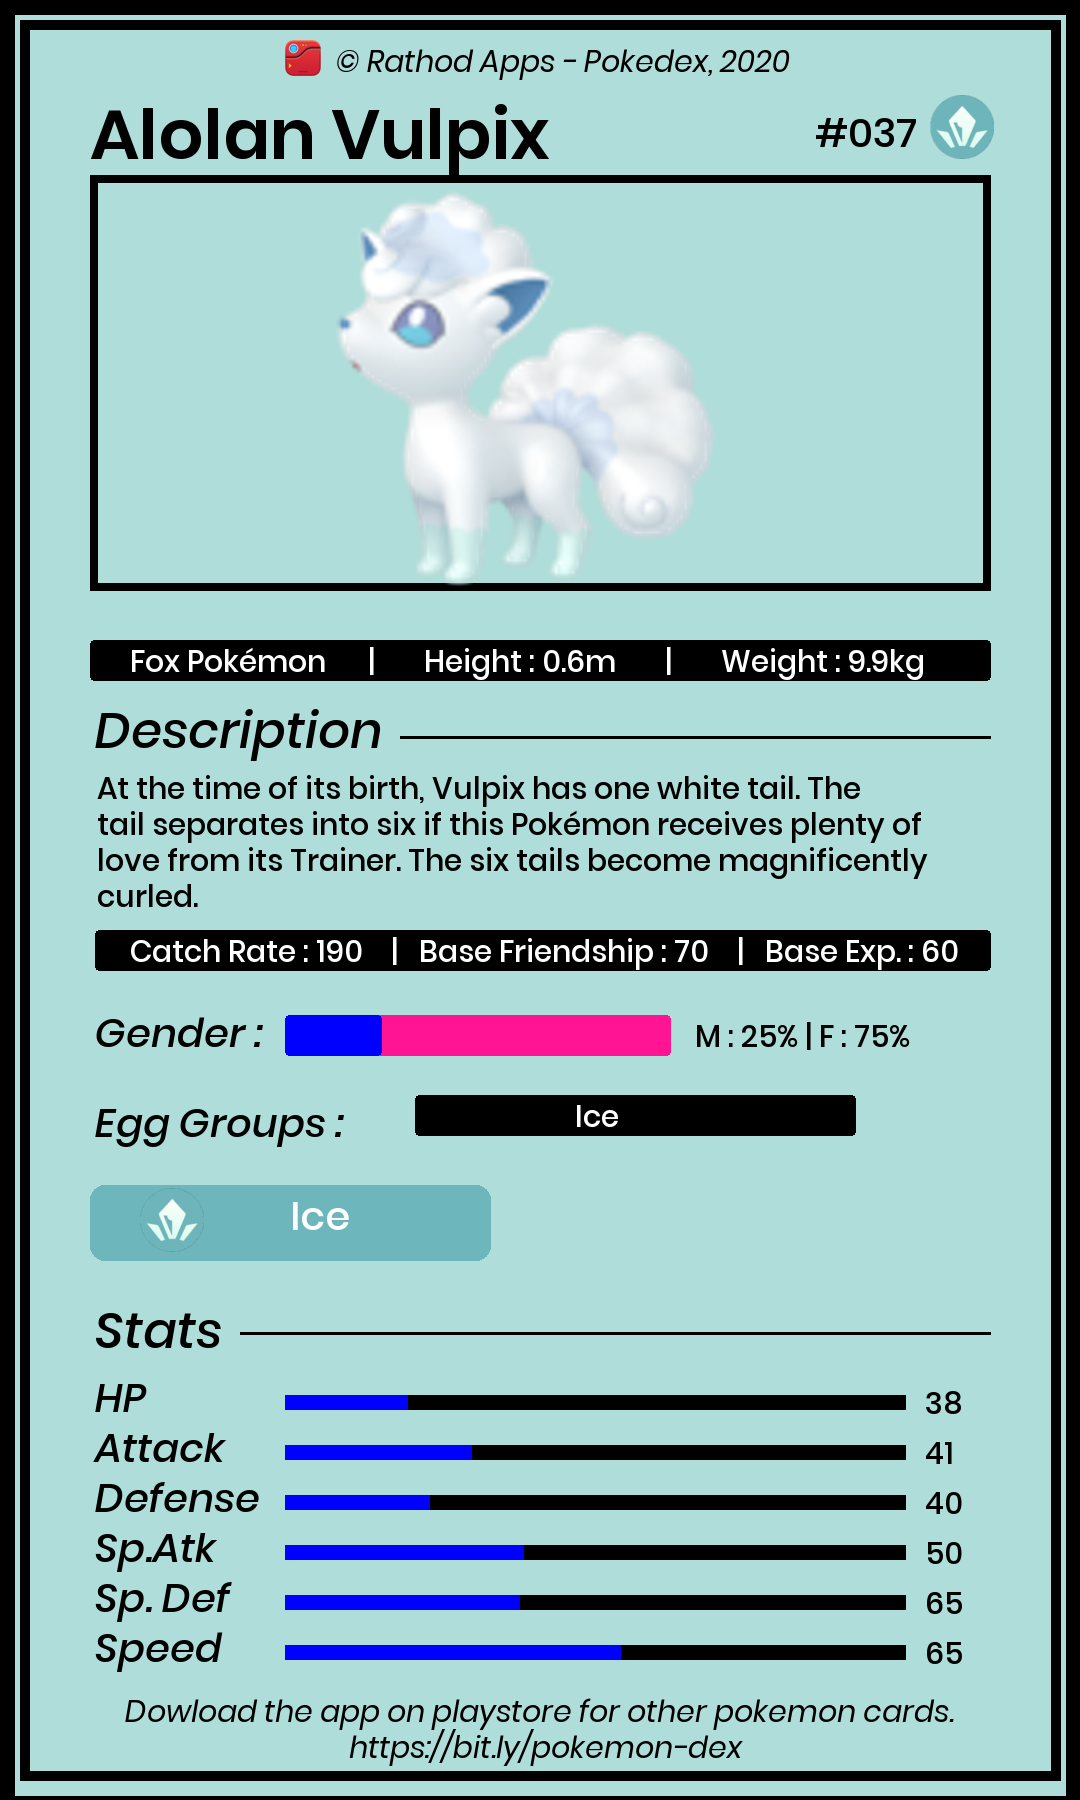 © Rathod Apps - Pokedex, 2020
Alolan Vulpix
#037
Fox Pokémon | Height : 0.6m | Weight : 9.9kg
Description
At the time of its birth, Vulpix has one white tail. The
tail separates into six if this Pokémon receives plenty of
love from its Trainer. The six tails become magnificently
curled.
Catch Rate : 190 | Base Friendship : 70 | Base Exp. : 60
Gender : M : 25% | F : 75%
Egg Groups : Ice
Ice
Stats
HP 38
Attack 41
Defense 40
Sp.Atk 50
Sp. Def 65
Speed 65
Dowload the app on playstore for other pokemon cards.
https://bit.ly/pokemon-dex